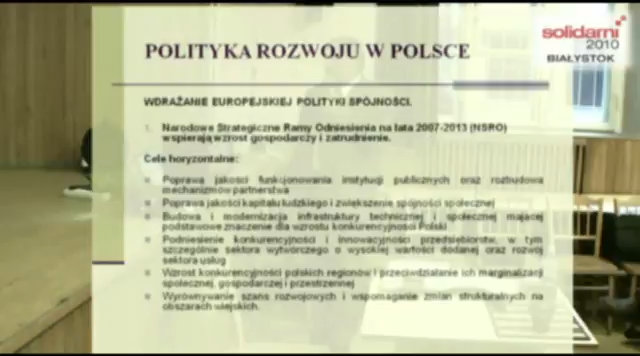 solidarni
2010
BIAŁYSTOK
POLITYKA ROZWOJU W POLSCE
WDRAŻANIE EUROPEJSKIEJ POLITYKI SPÓJNOŚCI.
1. Narodowe Strategiczne Ramy Odniesienia na lata 2007-2013 (NSRO)
wspierają wzrost gospodarczy i zatrudnienie.
Cele horyzontalne:
Poprawa jakości funkcjonowania instytucji publicznych oraz rozbudowa
mechanizmów partnerstwa
Poprawa jakości kapitału ludzkiego i zwiększenie spójności społecznej
Budowa i modernizacja infrastruktury technicznej i społecznej mającej
podstawowe znaczenie dla wzrostu konkurencyjności Polski
Podniesienie konkurencyjności i innowacyjności przedsiębiorstw, w tym
szczególnie sektora wytwórczego o wysokiej wartości dodanej oraz rozwój
sektora usług
Wzrost konkurencyjności polskich regionów i przeciwdziałanie ich marginalizacji
społecznej, gospodarczej i przestrzennej
Wyrównywanie szans rozwojowych i wspomaganie zmian strukturalnych na
obszarach wiejskich.